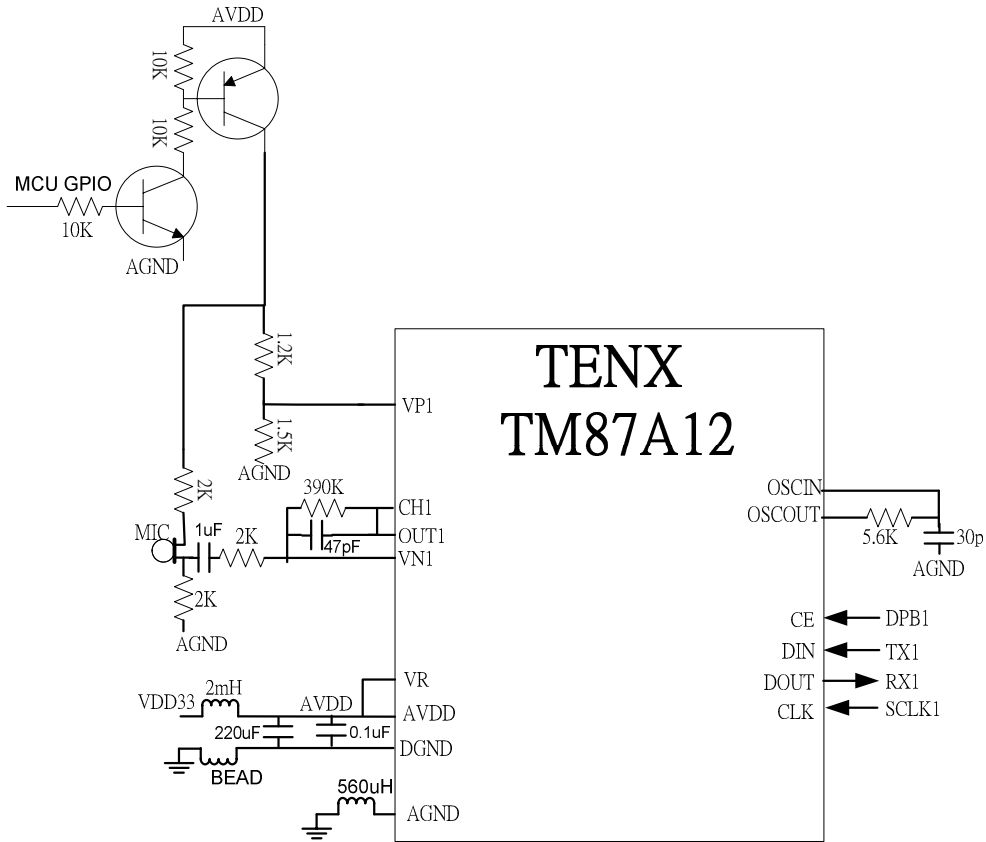 AVDD
10K
10K
MCU GPIO
10K
AGND
TENX
TM87A12
1.2K
VP1
1.5K
AGND
2K
390K
CH1
OUT1
47pF
MIC
1uF
2K
VN1
2K
AGND
OSCIN
OSCOUT
5.6K
30p
AGND
CE
DPB1
DIN
TX1
DOUT
RX1
CLK
SCLK1
VR
VDD33
2mH
AVDD
AVDD
220uF
0.1uF
DGND
BEAD
560uH
AGND